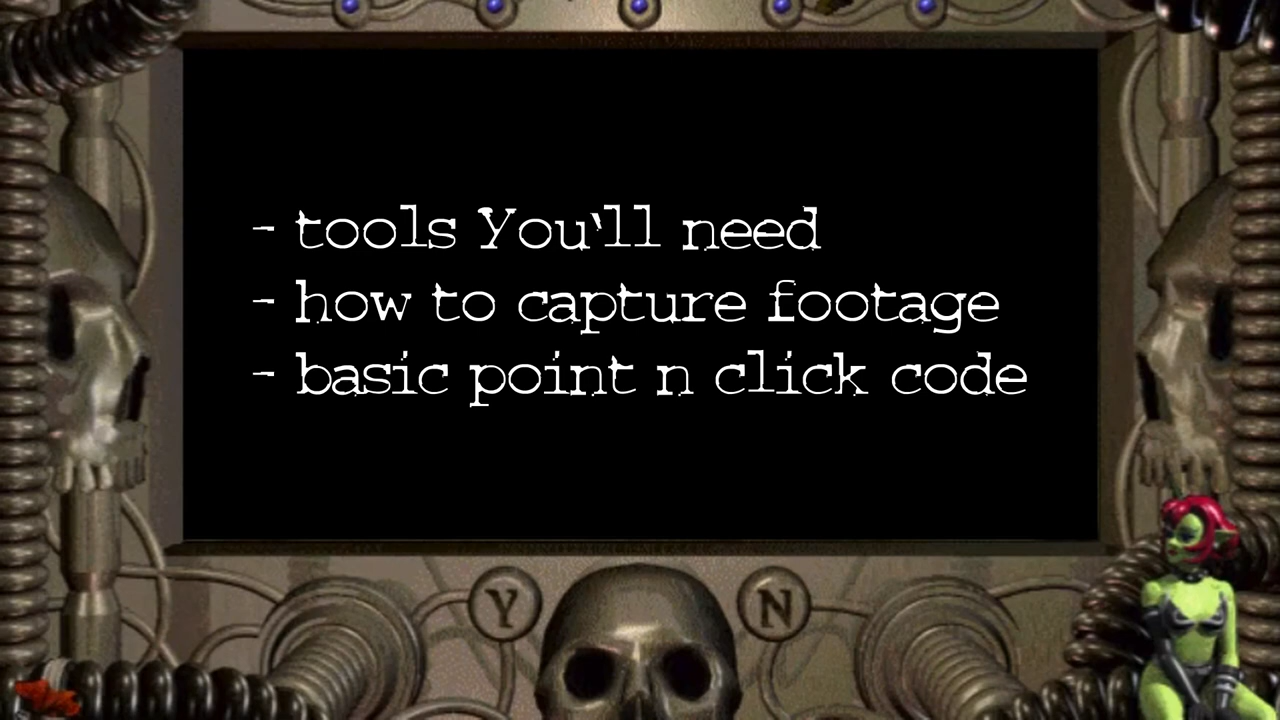 - tools You'll need
- how to capture footage
- basic point n click code
Y N